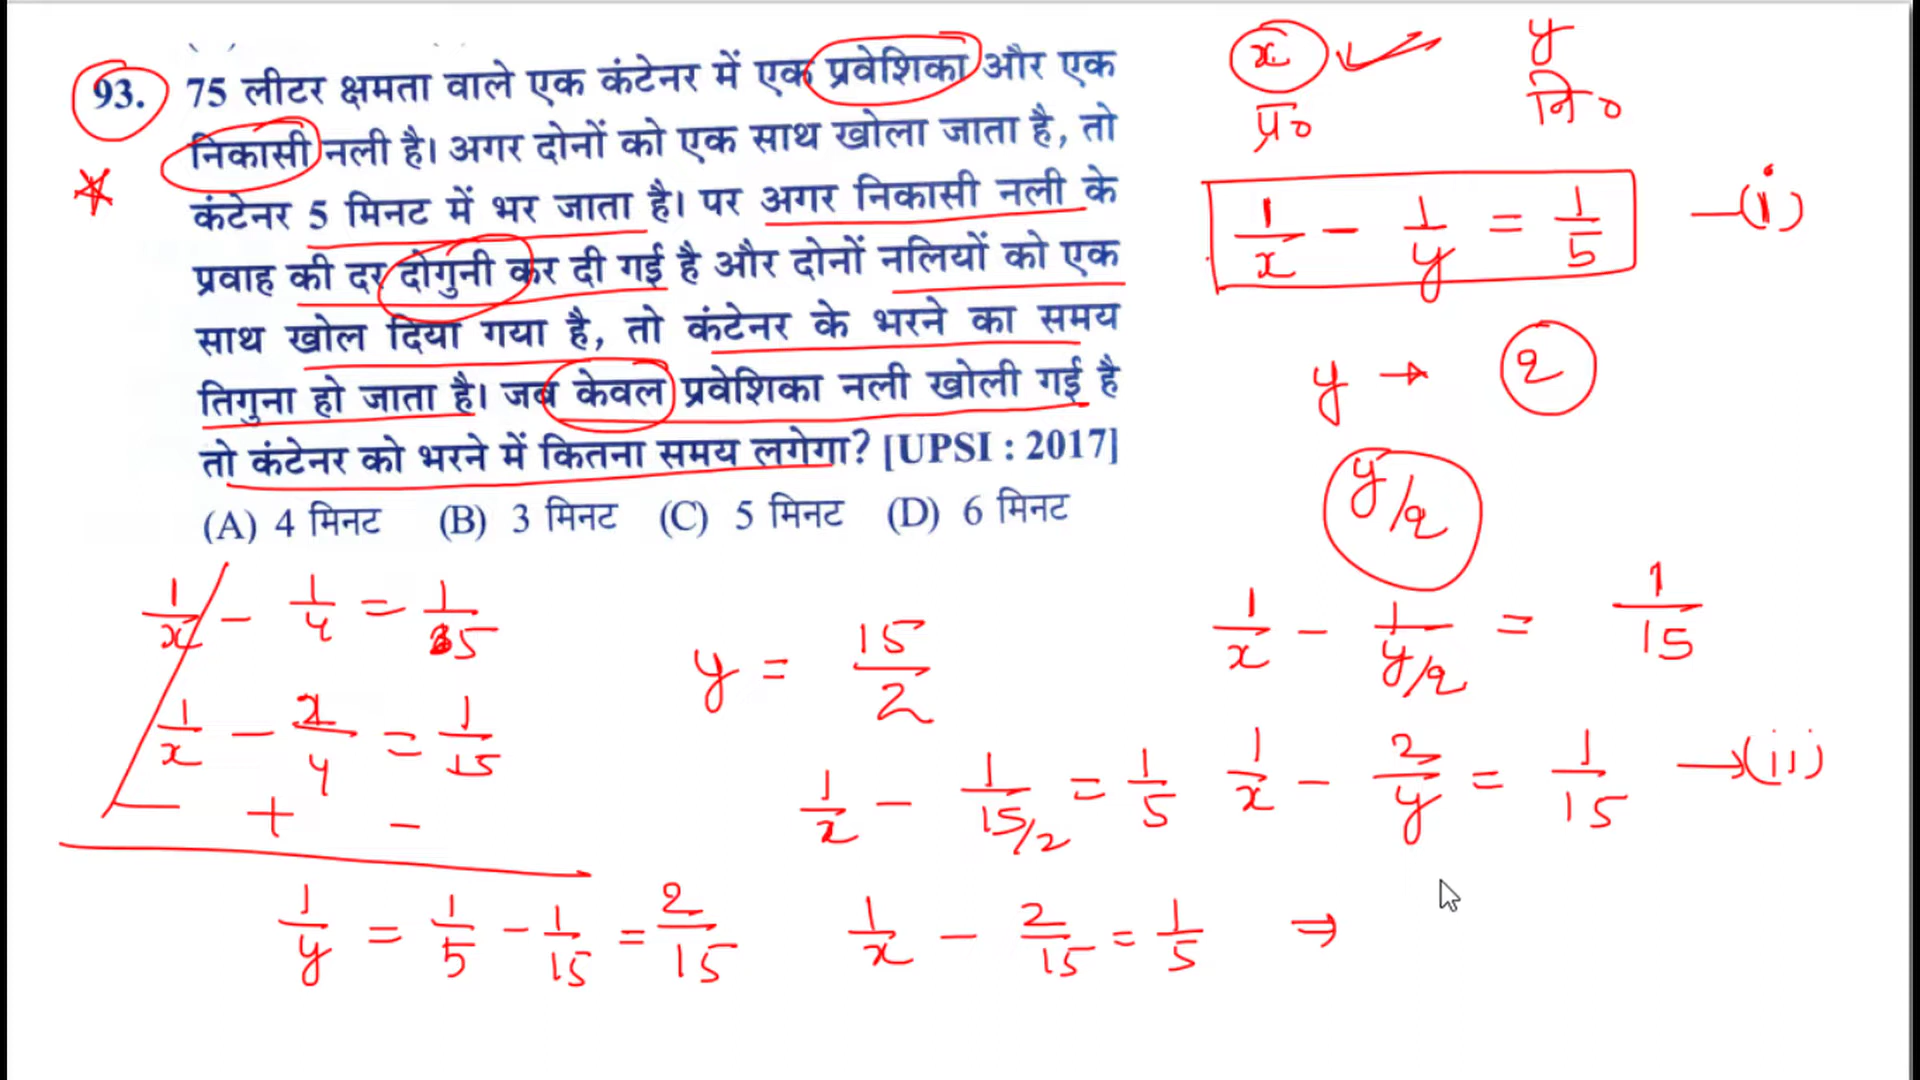 93. 75 लीटर क्षमता वाले एक कंटेनर में एक प्रवेशिका और एक
निकासी नली है। अगर दोनों को एक साथ खोला जाता है, तो
कंटेनर 5 मिनट में भर जाता है। पर अगर निकासी नली के
प्रवाह की दर दोगुनी कर दी गई है और दोनों नलियों को एक
साथ खोल दिया गया है, तो कंटेनर के भरने का समय
तिगुना हो जाता है। जब केवल प्रवेशिका नली खोली गई है
तो कंटेनर को भरने में कितना समय लगेगा? [UPSI : 2017]
(A) 4 मिनट (B) 3 मिनट (C) 5 मिनट (D) 6 मिनट
x y
प्र० नि०
1/x - 1/y = 1/5 —(i)
y → 2
y/2
1/x - 1/(y/2) = 1/15
1/x - 2/y = 1/15 →(ii)
1/x - 1/y = 1/5
1/x - 2/y = 1/15
- + -
1/y = 1/5 - 1/15 = 2/15
y = 15/2
1/x - 1/(15/2) = 1/5
1/x - 2/15 = 1/5 ⇒